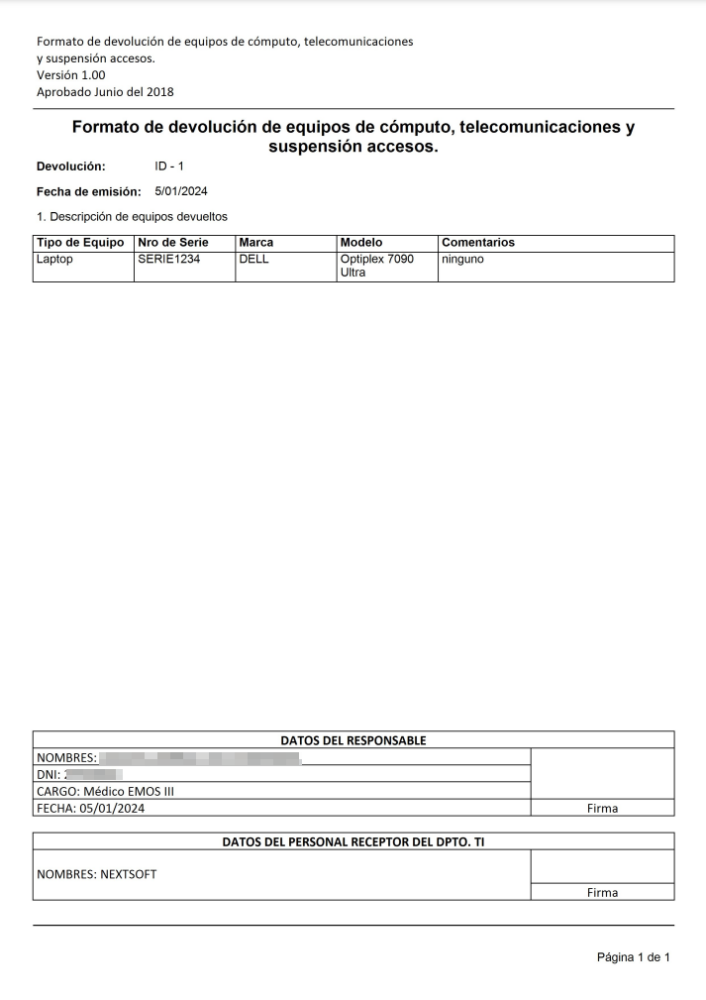 Formato de devolución de equipos de cómputo, telecomunicaciones
y suspensión accesos.
Versión 1.00
Aprobado Junio del 2018
Formato de devolución de equipos de cómputo, telecomunicaciones y
suspensión accesos.
Devolución: ID - 1
Fecha de emisión: 5/01/2024
1. Descripción de equipos devueltos
Tipo de Equipo Nro de Serie Marca Modelo Comentarios
Laptop SERIE1234 DELL Optiplex 7090 ninguno
Ultra
DATOS DEL RESPONSABLE
NOMBRES:
DNI:
CARGO: Médico EMOS III
FECHA: 05/01/2024 Firma
DATOS DEL PERSONAL RECEPTOR DEL DPTO. TI
NOMBRES: NEXTSOFT
Firma
Página 1 de 1